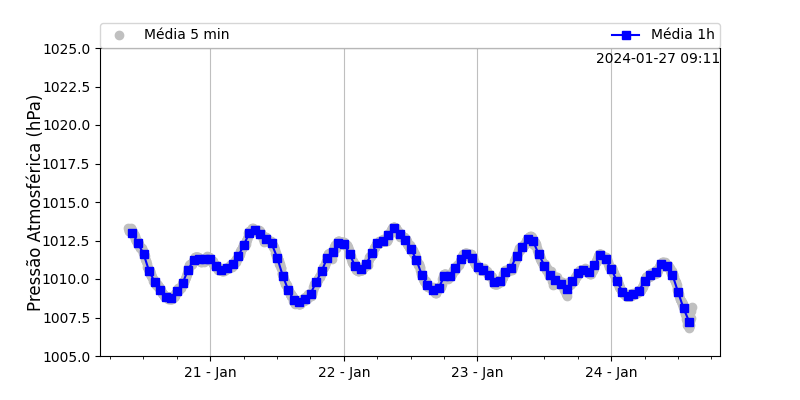 Média 5 min
Média 1h
2024-01-27 09:11
Pressão Atmosférica (hPa)
1025.0
1022.5
1020.0
1017.5
1015.0
1012.5
1010.0
1007.5
1005.0
21 - Jan
22 - Jan
23 - Jan
24 - Jan